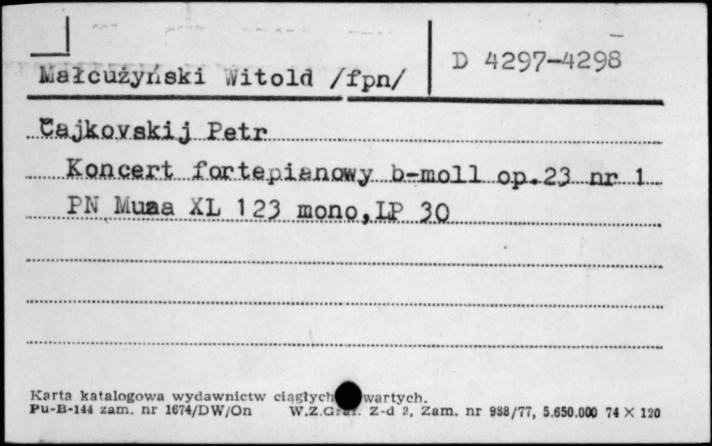 Małcużyński Witold /fpn/
D 4297-4298
Čajkovskij Petr
Koncert fortepianowy b-moll op.23 nr 1
PN Muza XL 123 mono,LP 30
Karta katalogowa wydawnictw ciągłych wartych.
Pu-B-144 zam. nr 1674/DW/On W.Z.Graf. Z-d 2, Zam. nr 988/77, 5.650.000 74 × 120